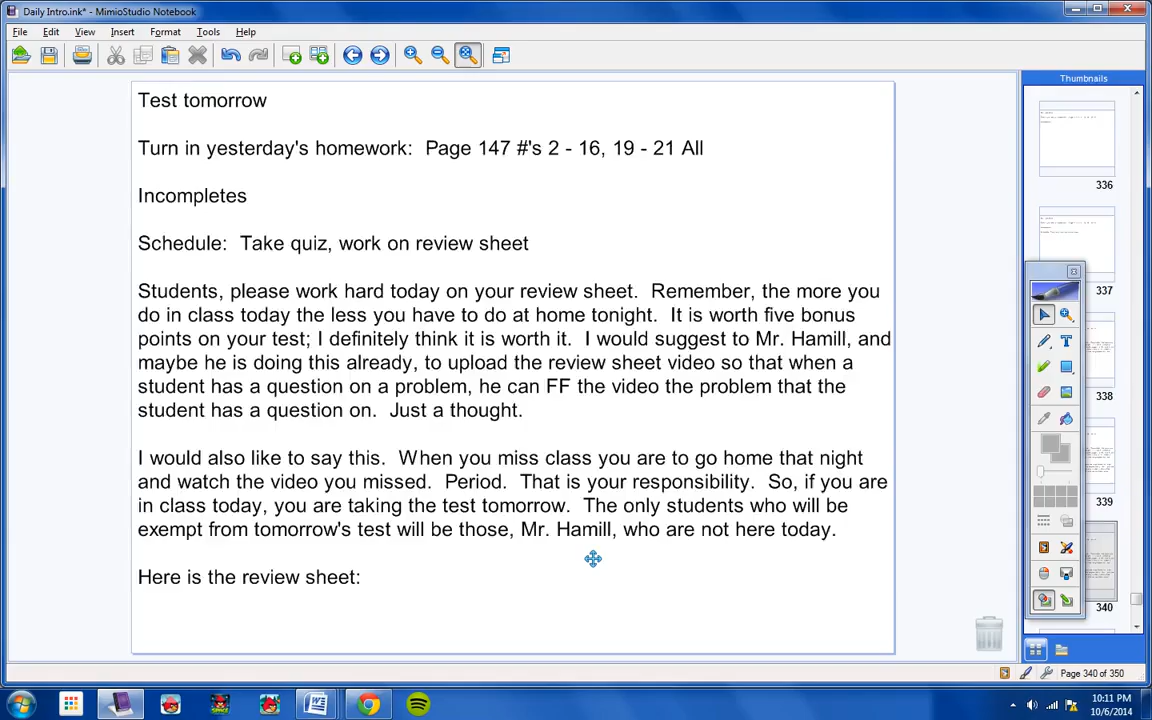 Daily Intro.ink* - MimioStudio Notebook
File Edit View Insert Format Tools Help
Thumbnails
Test tomorrow
Turn in yesterday's homework: Page 147 #'s 2 - 16, 19 - 21 All
Incompletes
Schedule: Take quiz, work on review sheet
Students, please work hard today on your review sheet. Remember, the more you
do in class today the less you have to do at home tonight. It is worth five bonus
points on your test; I definitely think it is worth it. I would suggest to Mr. Hamill, and
maybe he is doing this already, to upload the review sheet video so that when a
student has a question on a problem, he can FF the video the problem that the
student has a question on. Just a thought.
I would also like to say this. When you miss class you are to go home that night
and watch the video you missed. Period. That is your responsibility. So, if you are
in class today, you are taking the test tomorrow. The only students who will be
exempt from tomorrow's test will be those, Mr. Hamill, who are not here today.
Here is the review sheet:
336
337
338
339
340
Page 340 of 350
10:11 PM
10/6/2014